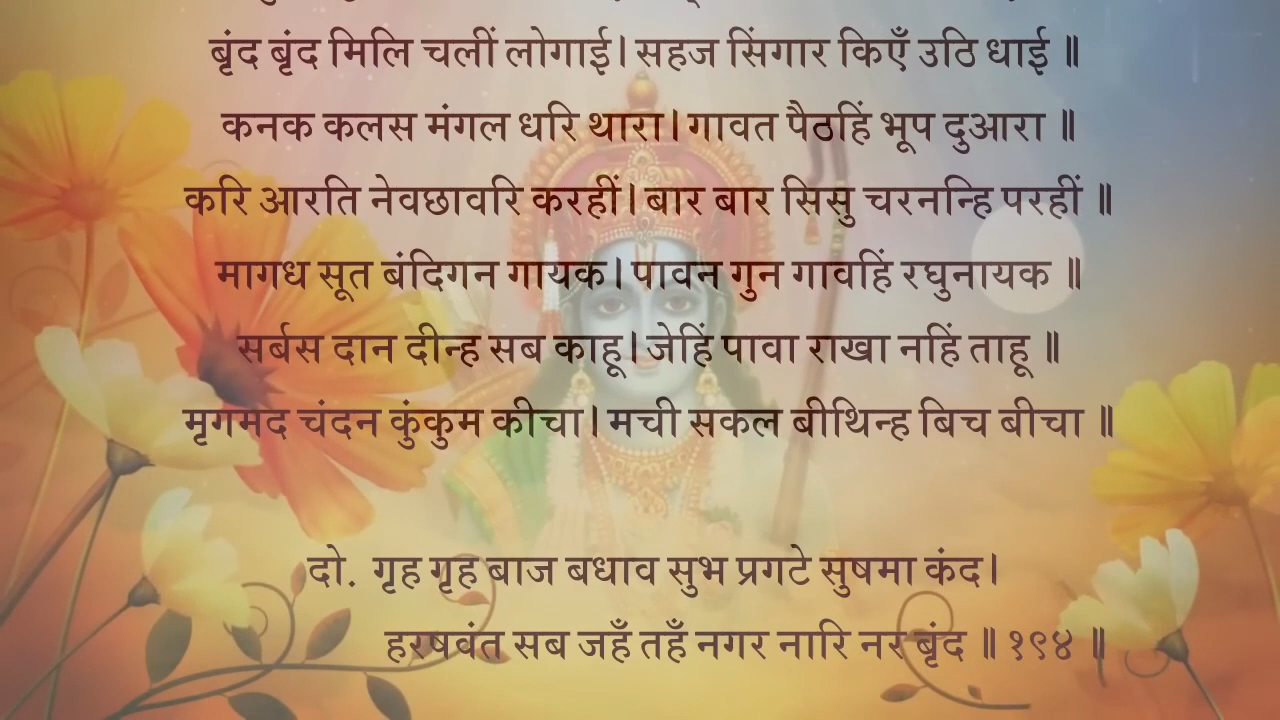 बृंद बृंद मिलि चलीं लोगाई। सहज सिंगार किएँ उठि धाई ॥
कनक कलस मंगल धरि थारा। गावत पैठहिं भूप दुआरा ॥
करि आरति नेवछावरि करहीं। बार बार सिसु चरनन्हि परहीं ॥
मागध सूत बंदिगन गायक। पावन गुन गावहिं रघुनायक ॥
सर्बस दान दीन्ह सब काहू। जेहिं पावा राखा नहिं ताहू ॥
मृगमद चंदन कुंकुम कीचा। मची सकल बीथिन्ह बिच बीचा ॥
दो. गृह गृह बाज बधाव सुभ प्रगटे सुषमा कंद।
हरषवंत सब जहँ तहँ नगर नारि नर बृंद ॥ १९४ ॥